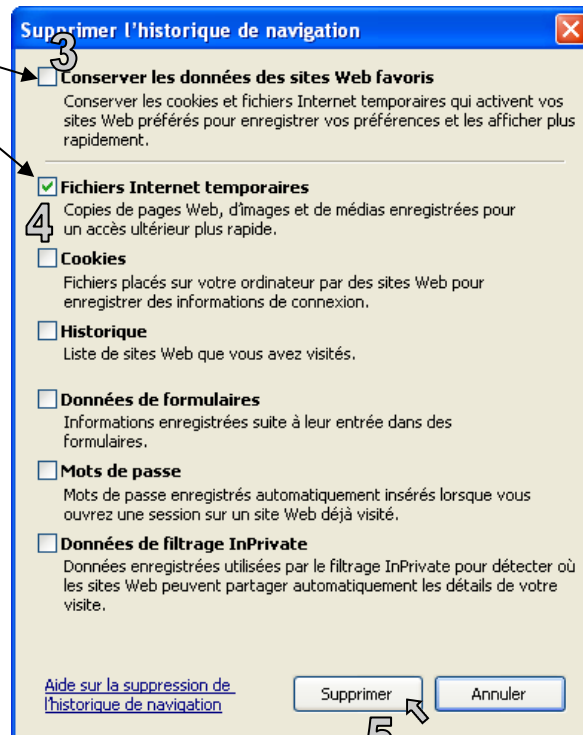 Supprimer l'historique de navigation
3
Conserver les données des sites Web favoris
Conserver les cookies et fichiers Internet temporaires qui activent vos
sites Web préférés pour enregistrer vos préférences et les afficher plus
rapidement.
Fichiers Internet temporaires
4
Copies de pages Web, d'images et de médias enregistrées pour
un accès ultérieur plus rapide.
Cookies
Fichiers placés sur votre ordinateur par des sites Web pour
enregistrer des informations de connexion.
Historique
Liste de sites Web que vous avez visités.
Données de formulaires
Informations enregistrées suite à leur entrée dans des
formulaires.
Mots de passe
Mots de passe enregistrés automatiquement insérés lorsque vous
ouvrez une session sur un site Web déjà visité.
Données de filtrage InPrivate
Données enregistrées utilisées par le filtrage InPrivate pour détecter où
les sites Web peuvent partager automatiquement les détails de votre
visite.
Aide sur la suppression de
l'historique de navigation
Supprimer
Annuler
5